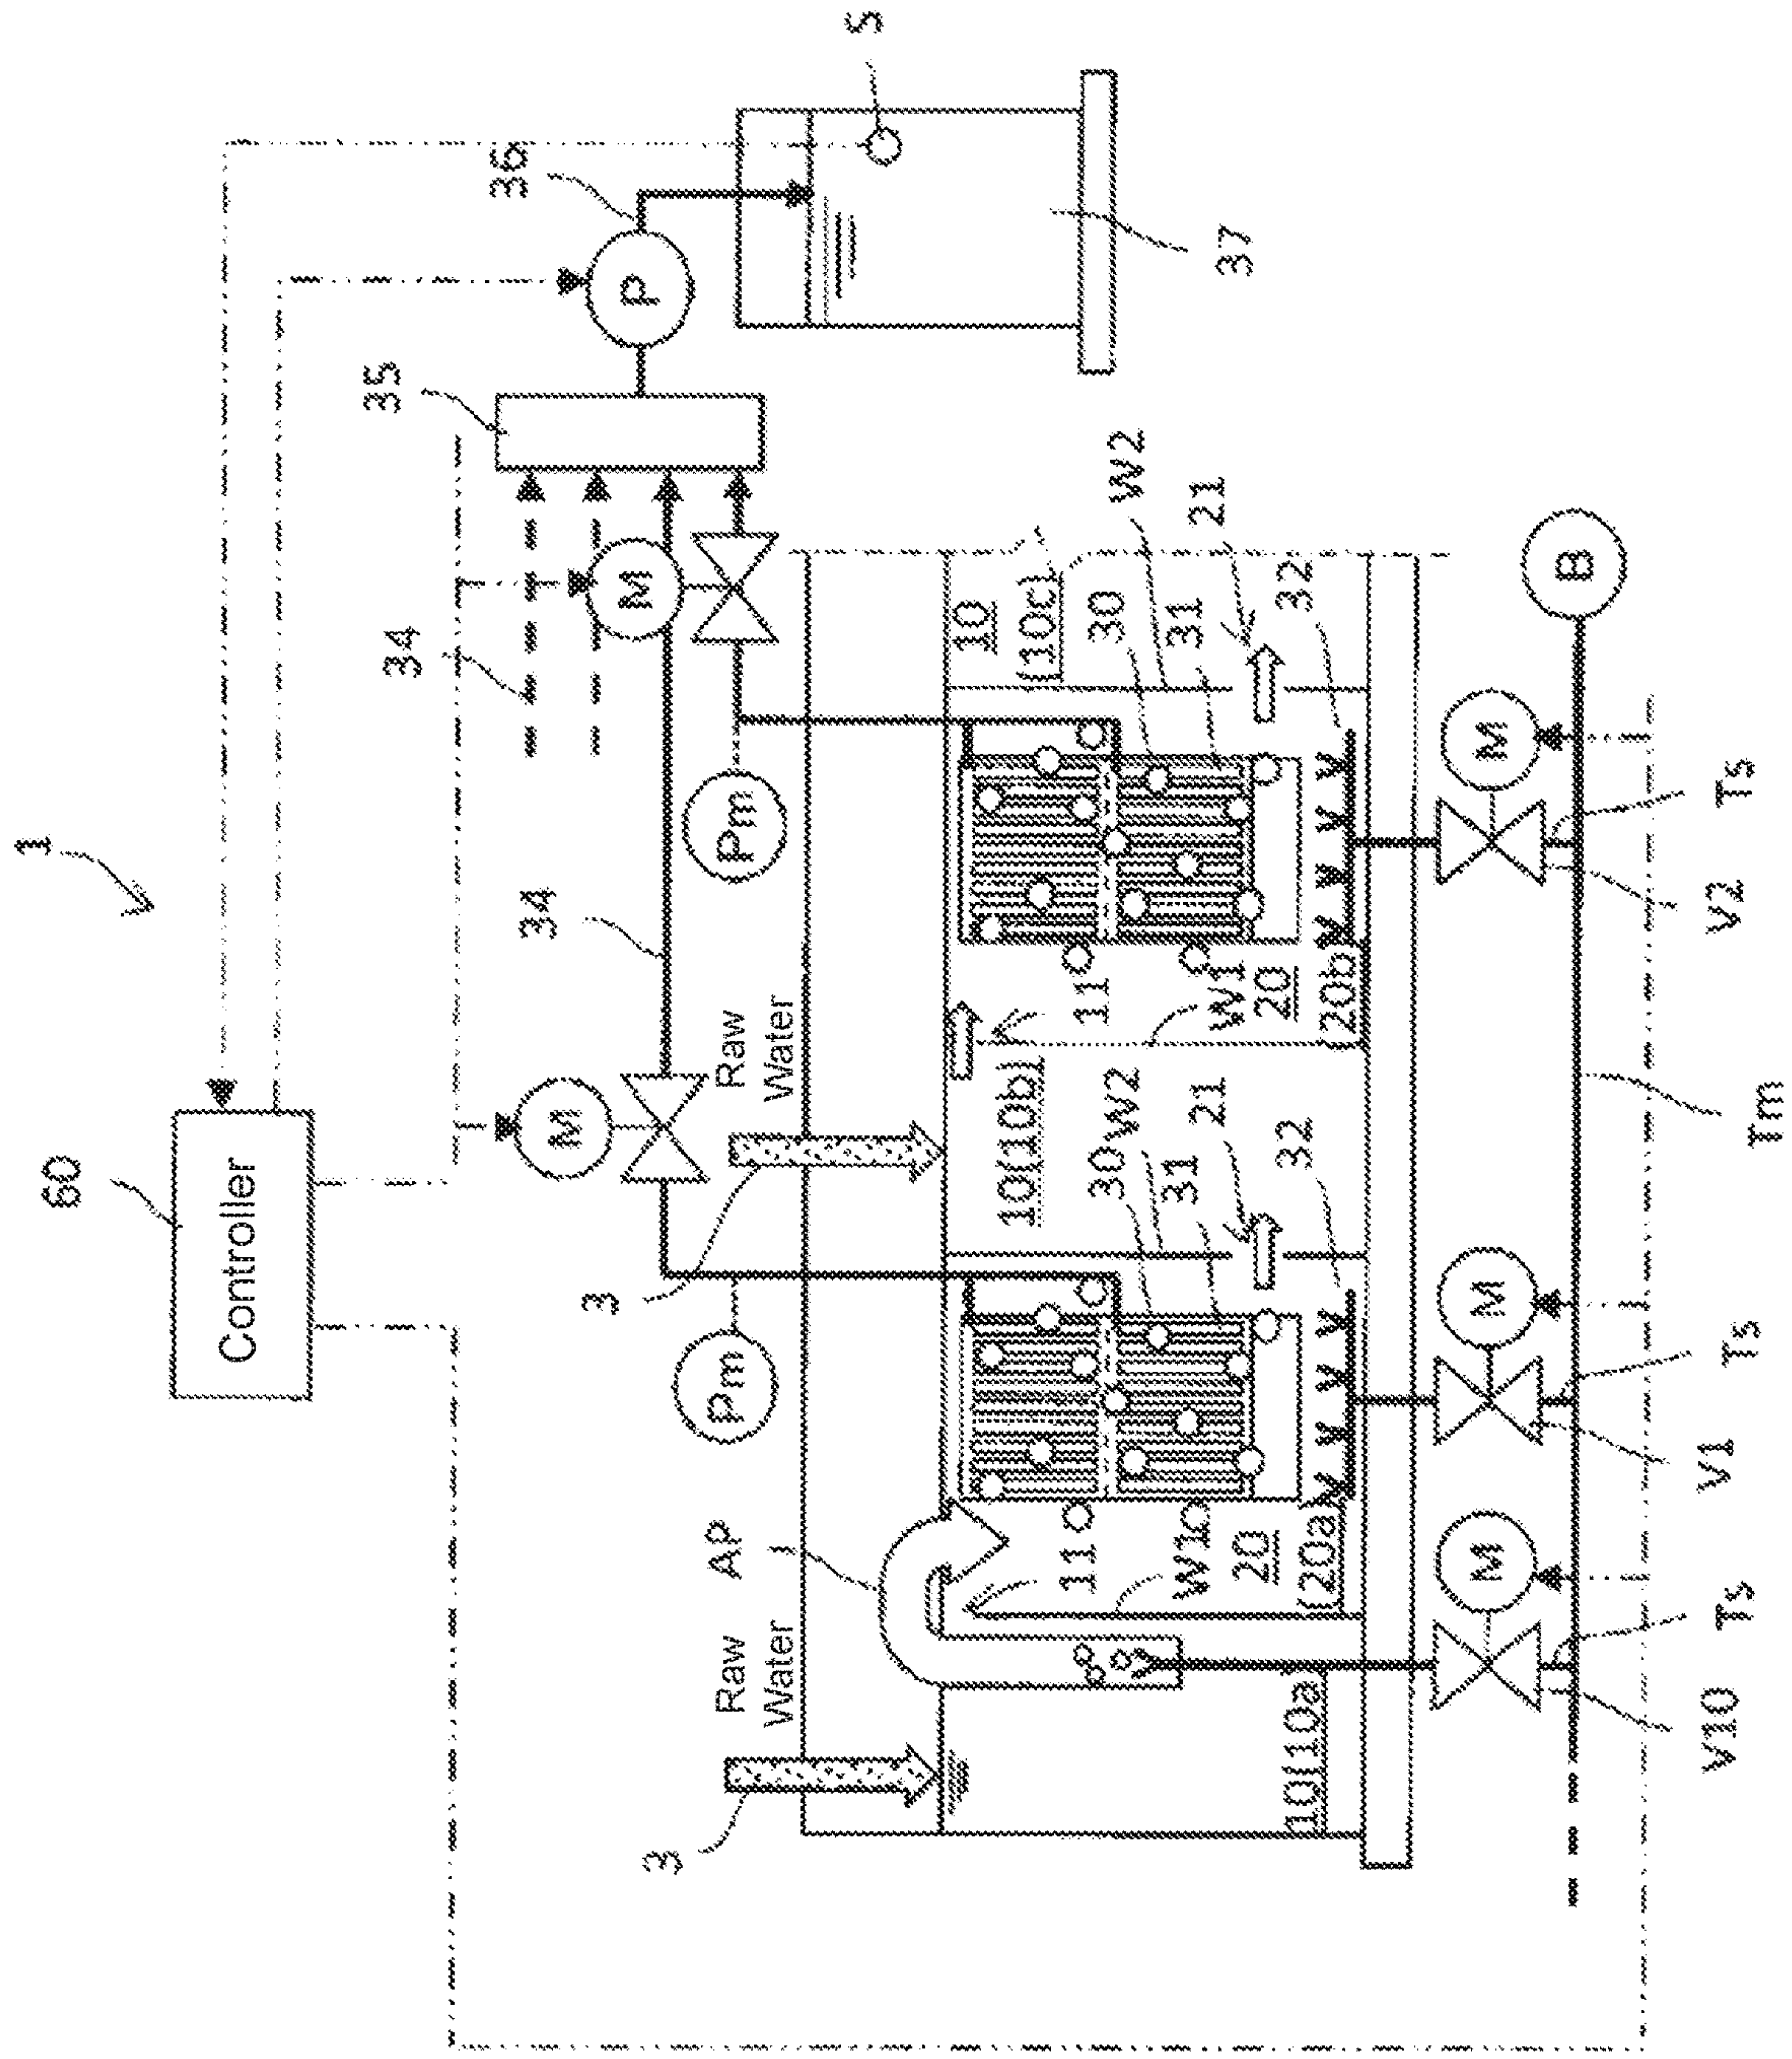 1
60
Controller
S
36
P
35
37
34
M
34
M
Pm
Pm
3
Raw
Water
AP
3
Raw
Water
10
(10c)
W2
21
30
31
32
11
W1
20
(20b)
10(10b)
W2
30
31
21
32
11
W1
20
(20a)
10(10a)
B
M
Ts
V2
Tm
M
Ts
V1
M
Ts
V10